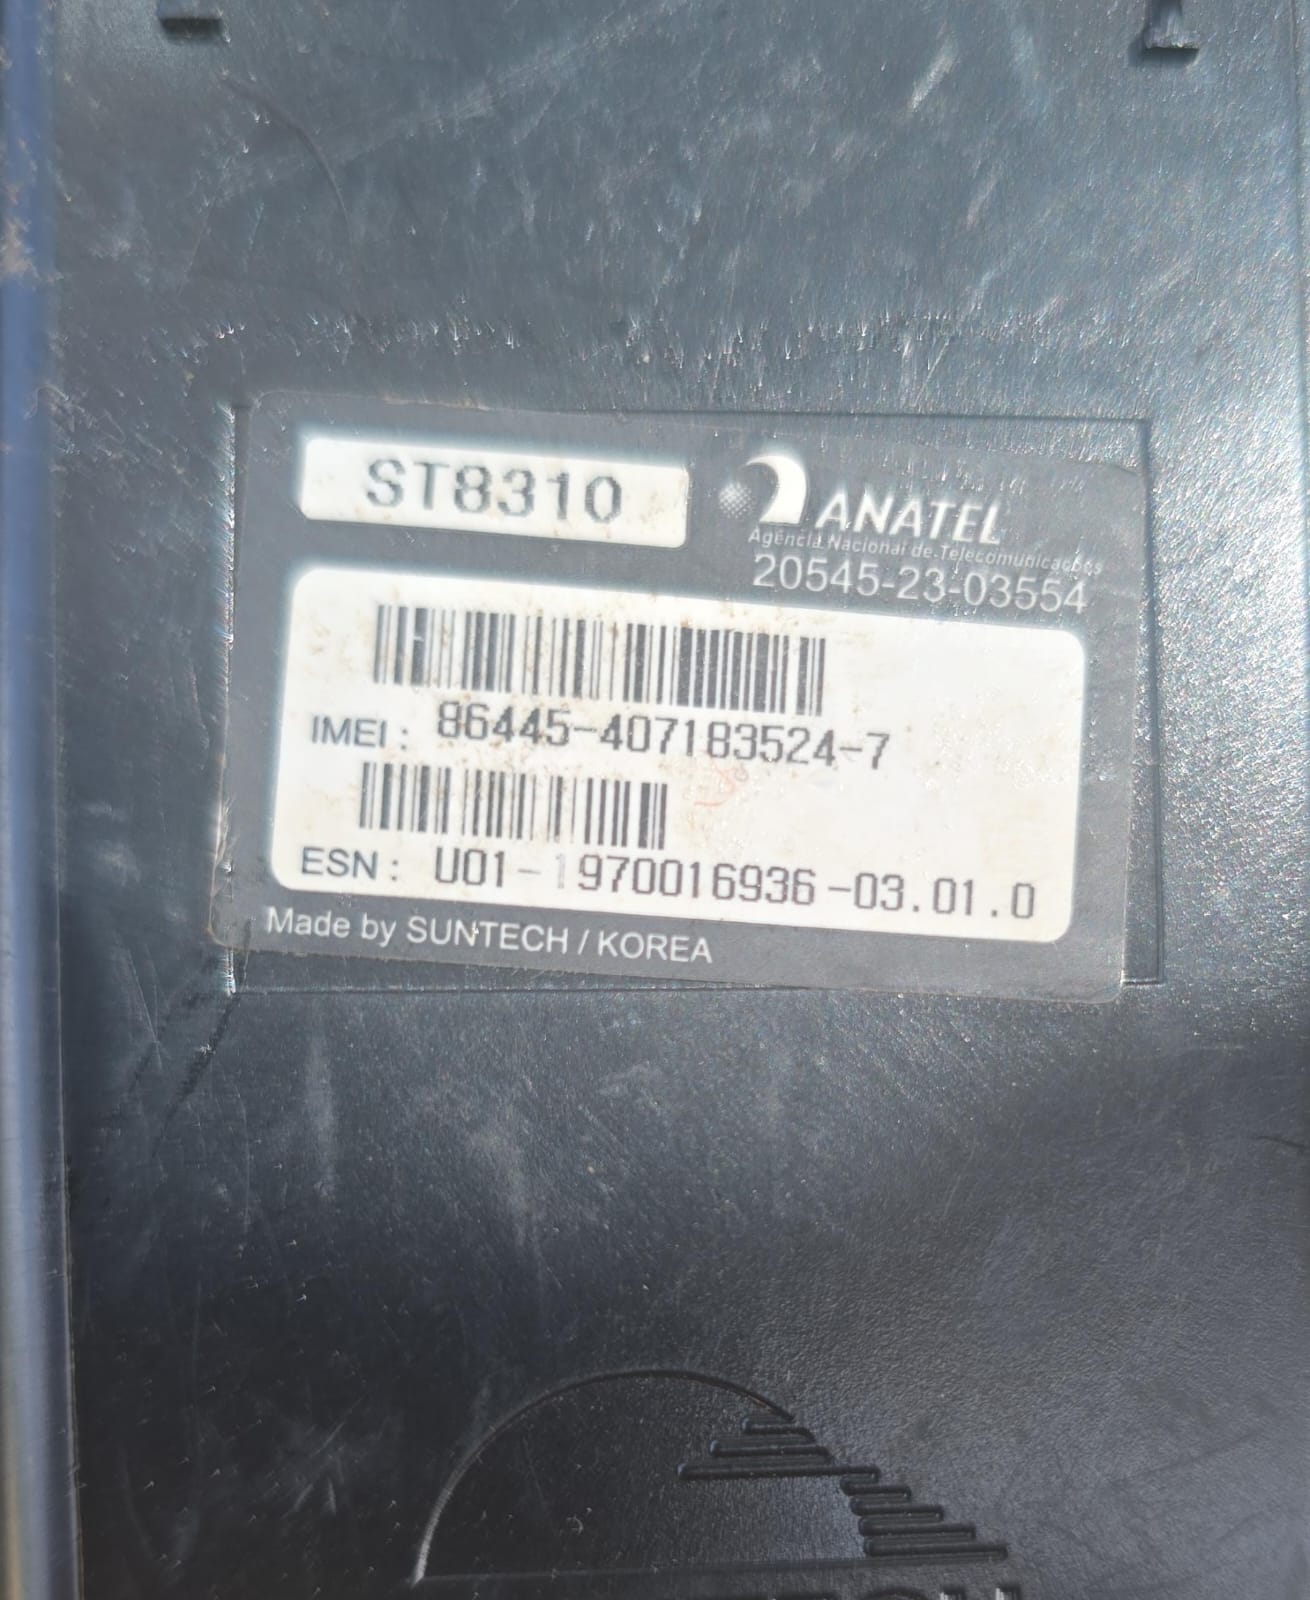 ST8310
ANATEL
Agência Nacional de Telecomunicações
20545-23-03554
IMEI : 86445-407183524-7
ESN : U01-1970016936-03.01.0
Made by SUNTECH / KOREA